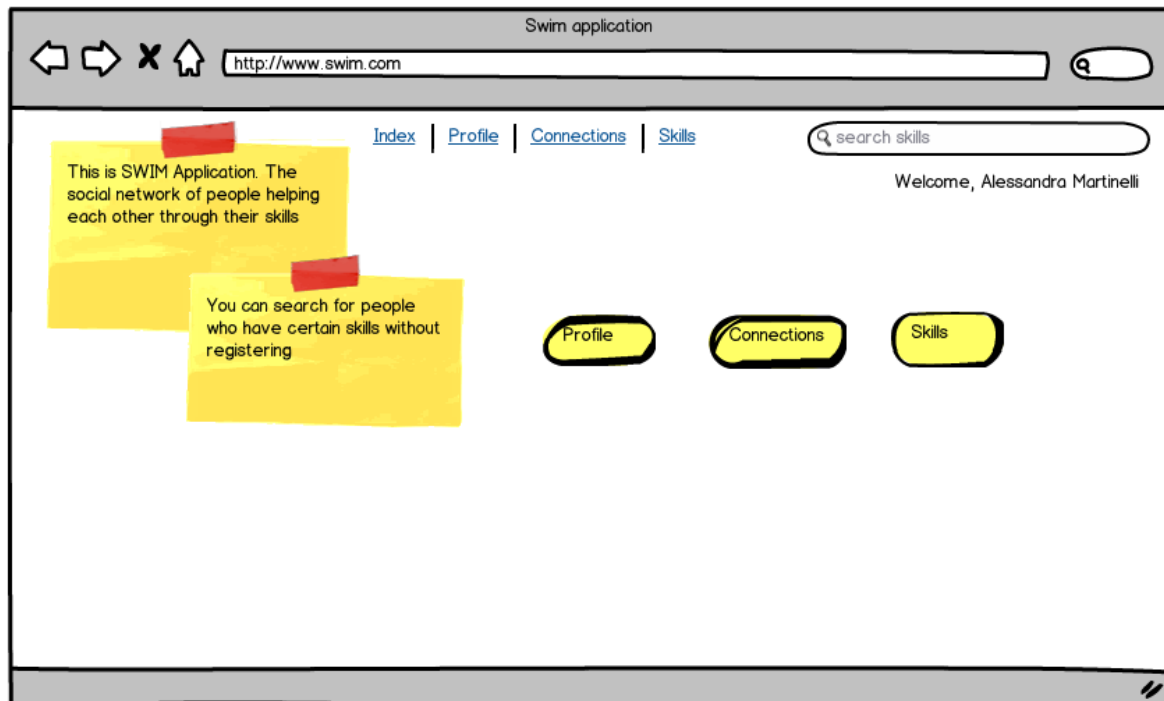 Swim application
http://www.swim.com
Index
Profile
Connections
Skills
search skills
Welcome, Alessandra Martinelli
This is SWIM Application. The
social network of people helping
each other through their skills
You can search for people
who have certain skills without
registering
Profile
Connections
Skills